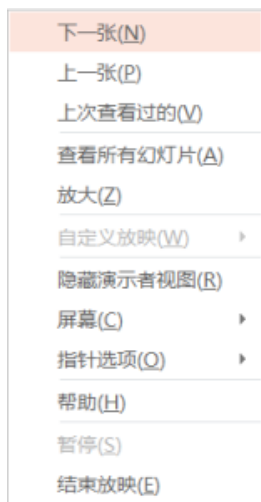 下一张(N)
上一张(P)
上次查看过的(V)
查看所有幻灯片(A)
放大(Z)
自定义放映(W)
隐藏演示者视图(R)
屏幕(C)
指针选项(O)
帮助(H)
暂停(S)
结束放映(E)